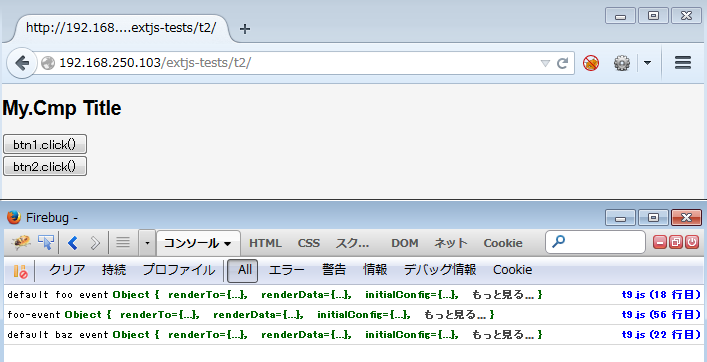 http://192.168....extjs-tests/t2/
192.168.250.103/extjs-tests/t2/
My.Cmp Title
btn1.click()
btn2.click()
Firebug -
コンソール HTML CSS スク... DOM ネット Cookie
クリア 持続 プロファイル All エラー 警告 情報 デバッグ情報 Cookie
default foo event Object { renderTo={...}, renderData={...}, initialConfig={...}, もっと見る...} t9.js (18 行目)
foo-event Object { renderTo={...}, renderData={...}, initialConfig={...}, もっと見る...} t9.js (56 行目)
default baz event Object { renderTo={...}, renderData={...}, initialConfig={...}, もっと見る...} t9.js (22 行目)